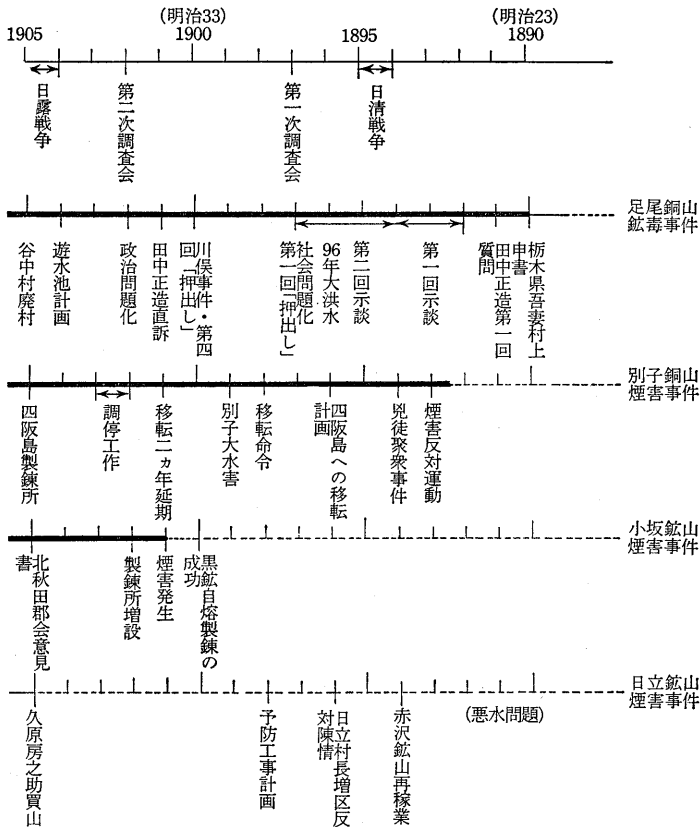 (明治33)
(明治23)
1905
1900
1895
1890
日清戦争
第一次調査会
第二次調査会
日露戦争
足尾銅山
鉱毒事件
栃木県吾妻村上
申書
田中正造第一回
質問
第一回示談
第二回示談
96年大洪水
社会問題化
第一回「押出し」
川俣事件・第四
回「押出し」
田中正造直訴
政治問題化
遊水池計画
谷中村廃村
別子銅山
煙害事件
煙害反対運動
兇徒聚衆事件
四阪島への移転
計画
移転命令
別子大水害
移転二ヵ年延期
調停工作
四阪島製錬所
小坂鉱山
煙害事件
黒鉱自熔製錬の
成功
煙害発生
製錬所増設
北秋田郡会意見
書
日立鉱山
煙害事件
(悪水問題)
赤沢鉱山再稼業
日立村長増区反
対陳情
予防工事計画
久原房之助買山